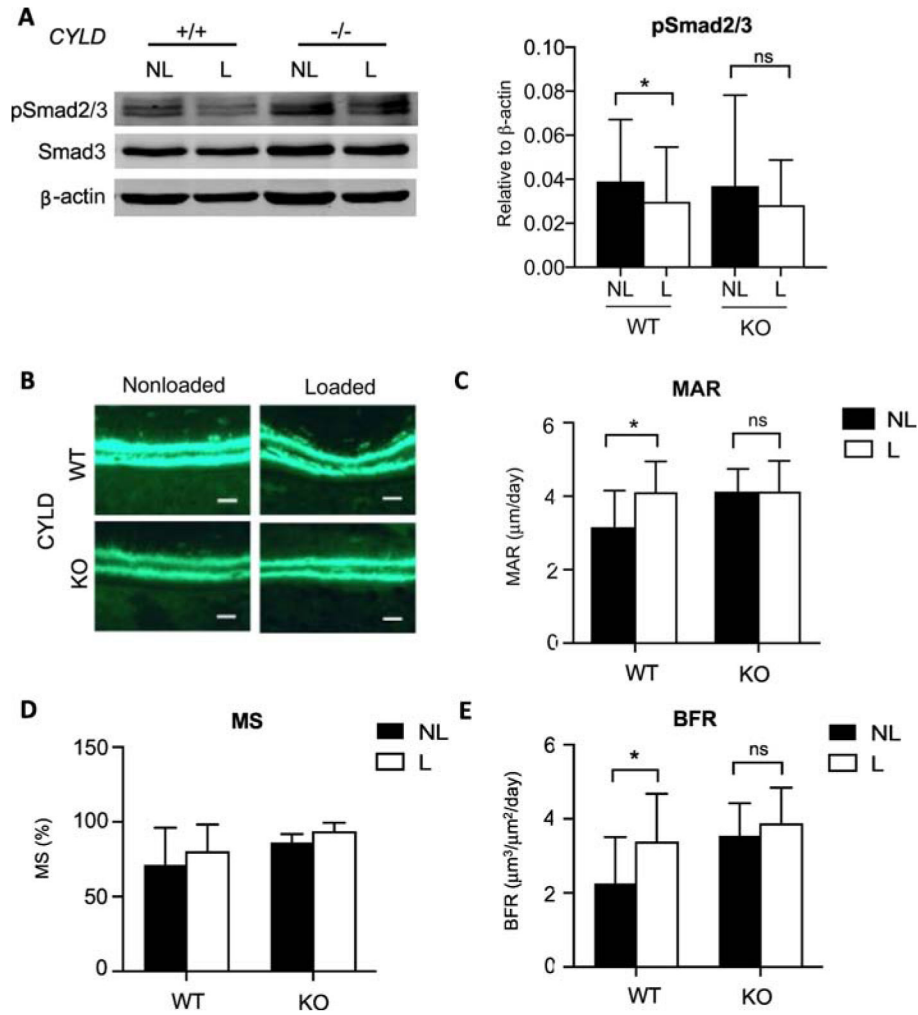 A
CYLD
+/+
-/-
NL L NL L
pSmad2/3
Smad3
β-actin
pSmad2/3
Relative to β-actin
0.10
0.08
0.06
0.04
0.02
0.00
*
ns
NL L NL L
WT KO
B
Nonloaded Loaded
CYLD
WT
KO
C
MAR
NL
L
MAR (μm/day)
6
4
2
0
*
ns
WT KO
D
MS
NL
L
MS (%)
150
100
50
0
WT KO
E
BFR
NL
L
BFR (μm³/μm²/day)
6
4
2
0
*
ns
WT KO